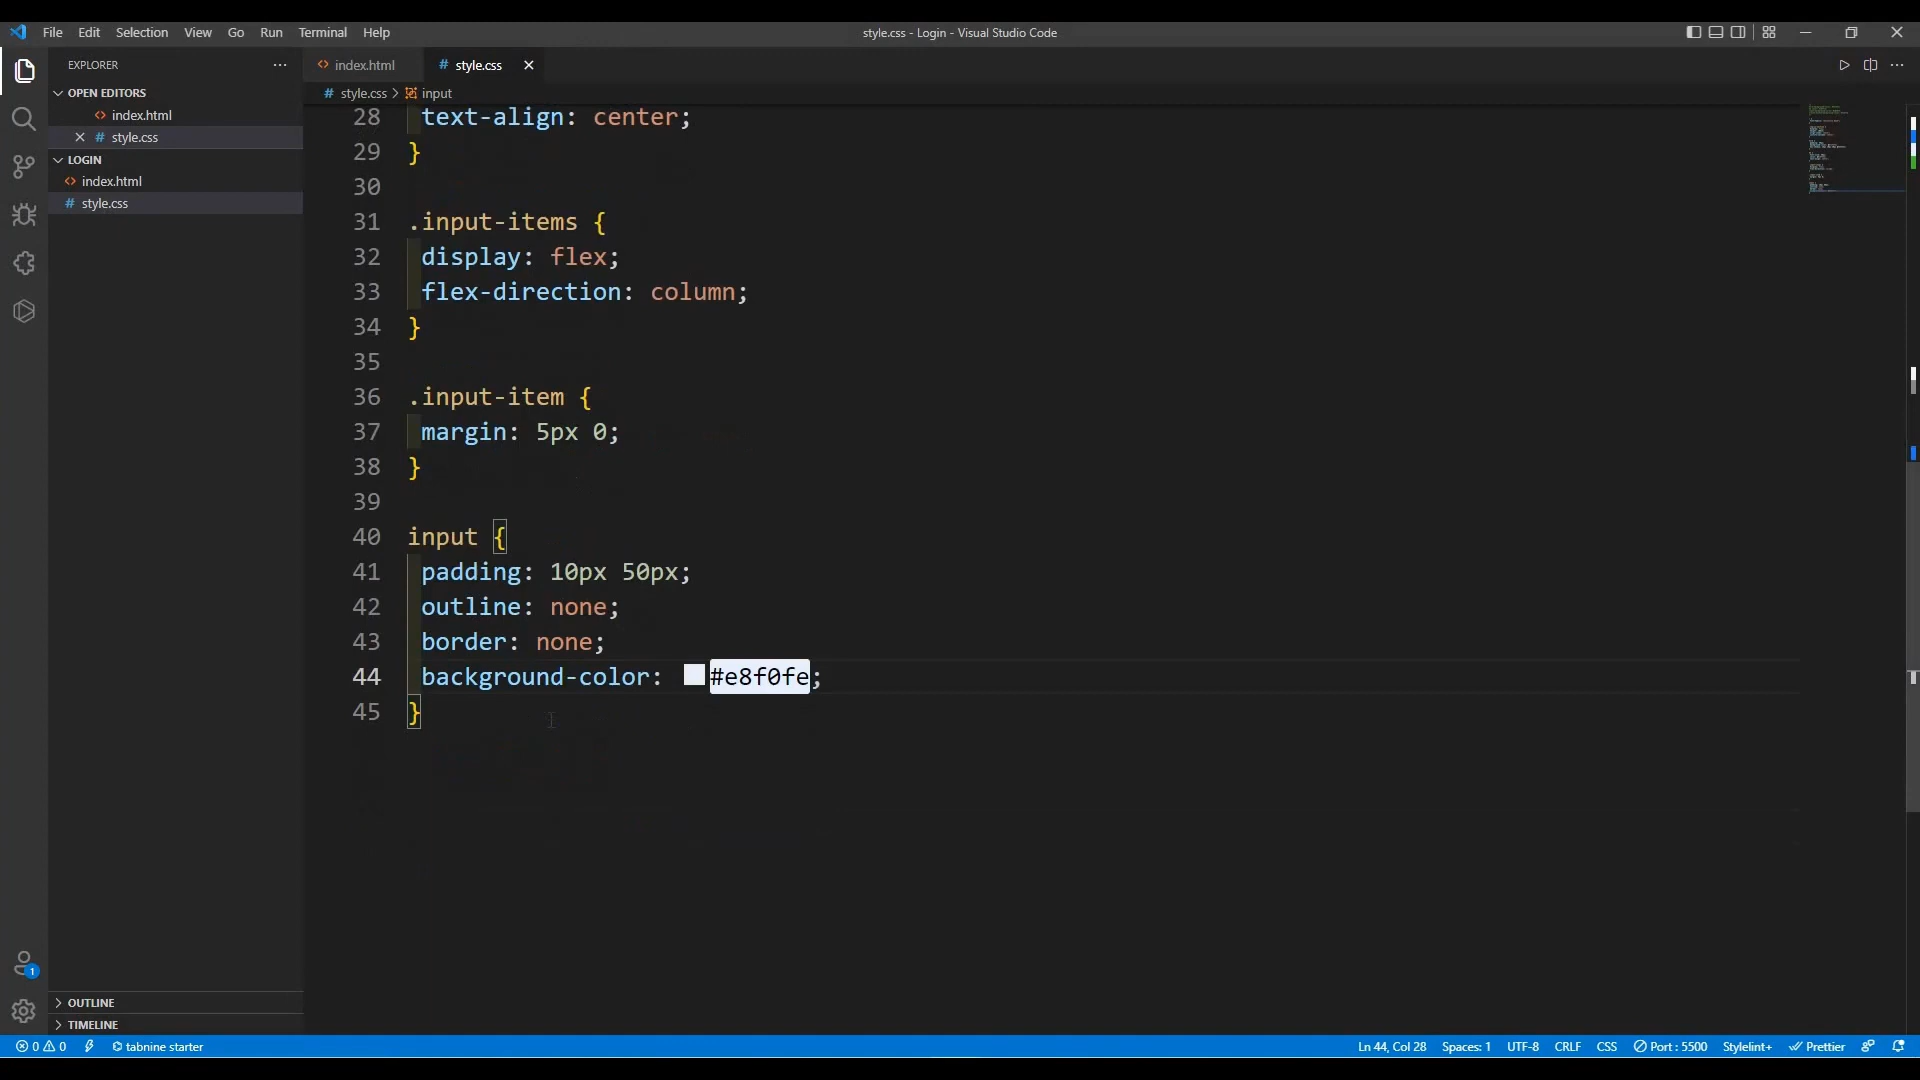 File Edit Selection View Go Run Terminal Help
style.css - Login - Visual Studio Code
EXPLORER
OPEN EDITORS
index.html
style.css
LOGIN
index.html
style.css
OUTLINE
TIMELINE
index.html
style.css
style.css > input
28 text-align: center;
29 }
30
31 .input-items {
32 display: flex;
33 flex-direction: column;
34 }
35
36 .input-item {
37 margin: 5px 0;
38 }
39
40 input {
41 padding: 10px 50px;
42 outline: none;
43 border: none;
44 background-color: #e8f0fe;
45 }
1
0 0 tabnine starter
Ln 44, Col 28 Spaces: 1 UTF-8 CRLF CSS Port : 5500 Stylelint+ Prettier